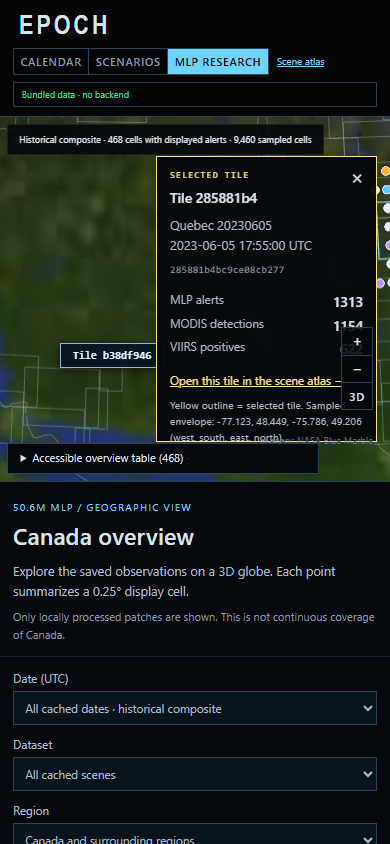 EPOCH
CALENDAR SCENARIOS MLP RESEARCH Scene atlas
Bundled data · no backend
Historical composite · 468 cells with displayed alerts · 9,460 sampled cells
SELECTED TILE ×
Tile 285881b4
Quebec 20230605
2023-06-05 17:55:00 UTC
285881b4bc9ce08cb277
MLP alerts 1313
MODIS detections 1154
VIIRS positives 622
Tile b38df946
+
−
3D
Open this tile in the scene atlas
Yellow outline = selected tile. Sampled
envelope: -77.123, 48.449, -75.786, 49.206
(west, south, east, north)
NASA Blue Marble
▶ Accessible overview table (468)
50.6M MLP / GEOGRAPHIC VIEW
Canada overview
Explore the saved observations on a 3D globe. Each point
summarizes a 0.25° display cell.
Only locally processed patches are shown. This is not continuous coverage
of Canada.
Date (UTC)
All cached dates · historical composite
Dataset
All cached scenes
Region
Canada and surrounding regions